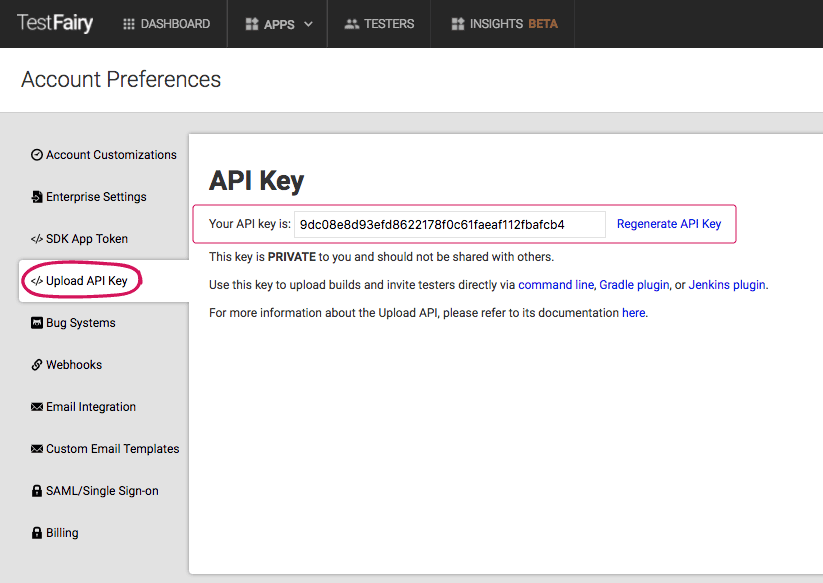 TestFairy DASHBOARD APPS TESTERS INSIGHTS BETA
Account Preferences
Account Customizations
Enterprise Settings
</> SDK App Token
</> Upload API Key
Bug Systems
Webhooks
Email Integration
Custom Email Templates
SAML/Single Sign-on
Billing
API Key
Your API key is: 9dc08e8d93efd8622178f0c61faeaf112fbafcb4 Regenerate API Key
This key is PRIVATE to you and should not be shared with others.
Use this key to upload builds and invite testers directly via command line, Gradle plugin, or Jenkins plugin.
For more information about the Upload API, please refer to its documentation here.